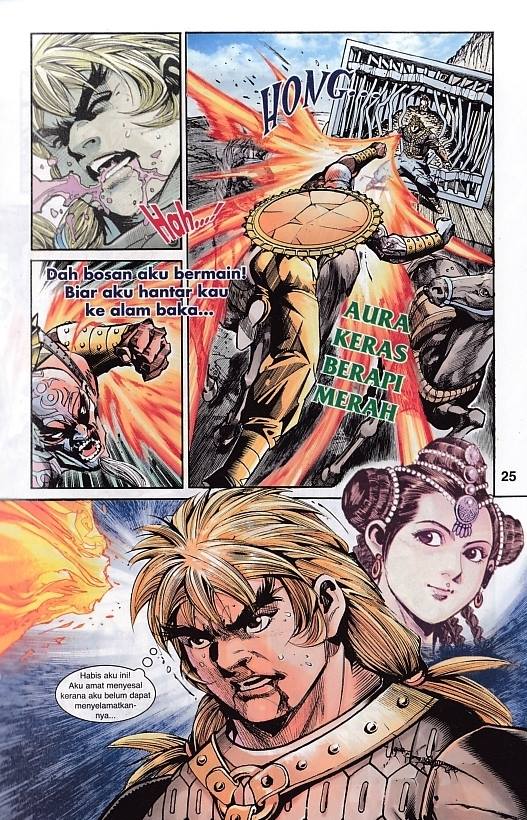 HONG...
Hah...!
Dah bosan aku bermain!
Biar aku hantar kau
ke alam baka...
AURA
KERAS
BERAPI
MERAH
25
Habis aku ini!
Aku amat menyesal
kerana aku belum dapat
menyelamatkan-
nya...